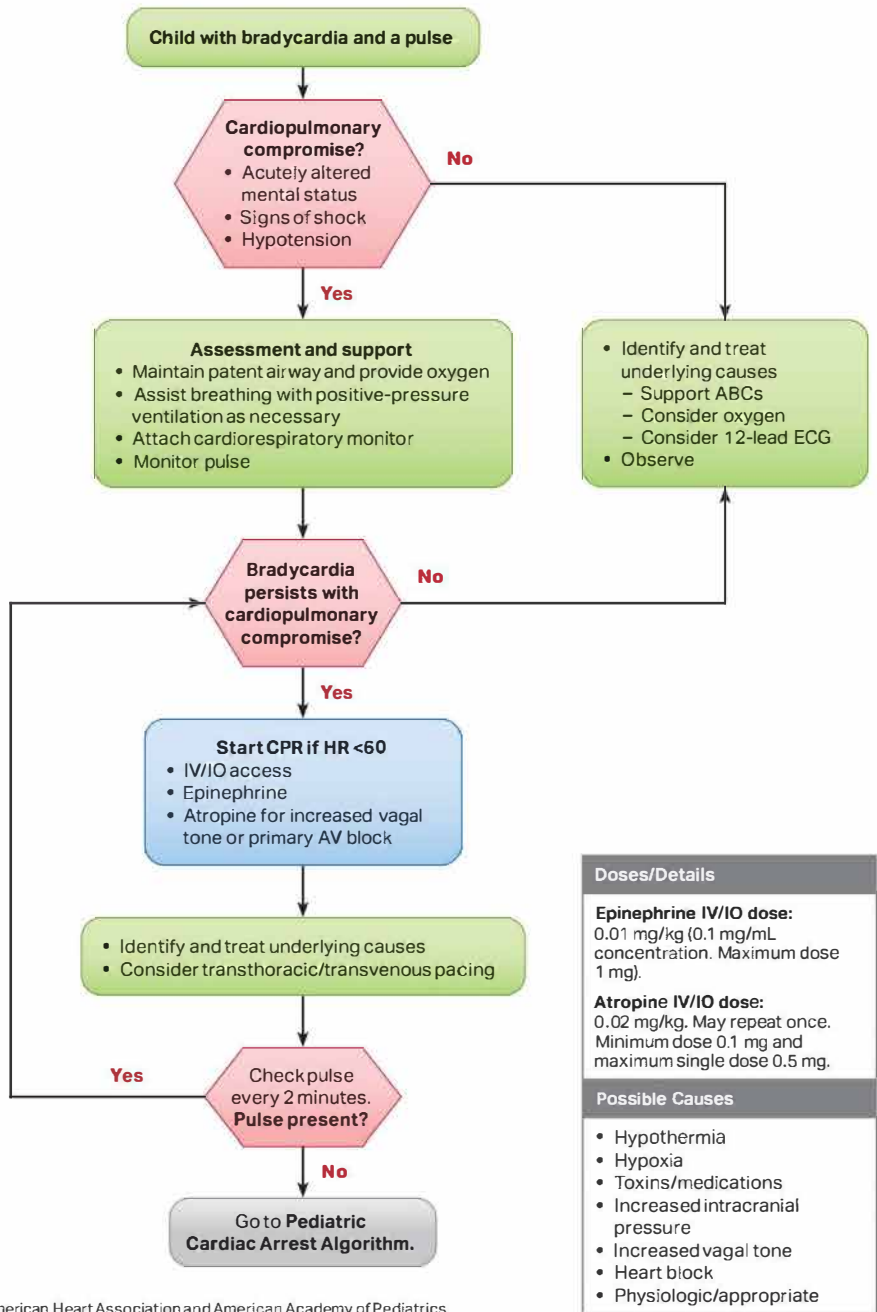 Child with bradycardia and a pulse
Cardiopulmonary
compromise?
• Acutely altered
mental status
• Signs of shock
• Hypotension
No
Yes
Assessment and support
• Maintain patent airway and provide oxygen
• Assist breathing with positive-pressure
ventilation as necessary
• Attach cardiorespiratory monitor
• Monitor pulse
• Identify and treat
underlying causes
– Support ABCs
– Consider oxygen
– Consider 12-lead ECG
• Observe
Bradycardia
persists with
cardiopulmonary
compromise?
No
Yes
Start CPR if HR <60
• IV/IO access
• Epinephrine
• Atropine for increased vagal
tone or primary AV block
• Identify and treat underlying causes
• Consider transthoracic/transvenous pacing
Check pulse
every 2 minutes.
Pulse present?
Yes
No
Go to Pediatric
Cardiac Arrest Algorithm.
Doses/Details
Epinephrine IV/IO dose:
0.01 mg/kg (0.1 mg/mL
concentration. Maximum dose
1 mg).
Atropine IV/IO dose:
0.02 mg/kg. May repeat once.
Minimum dose 0.1 mg and
maximum single dose 0.5 mg.
Possible Causes
• Hypothermia
• Hypoxia
• Toxins/medications
• Increased intracranial
pressure
• Increased vagal tone
• Heart block
• Physiologic/appropriate
Heart Association and American Academy of Pediatrics